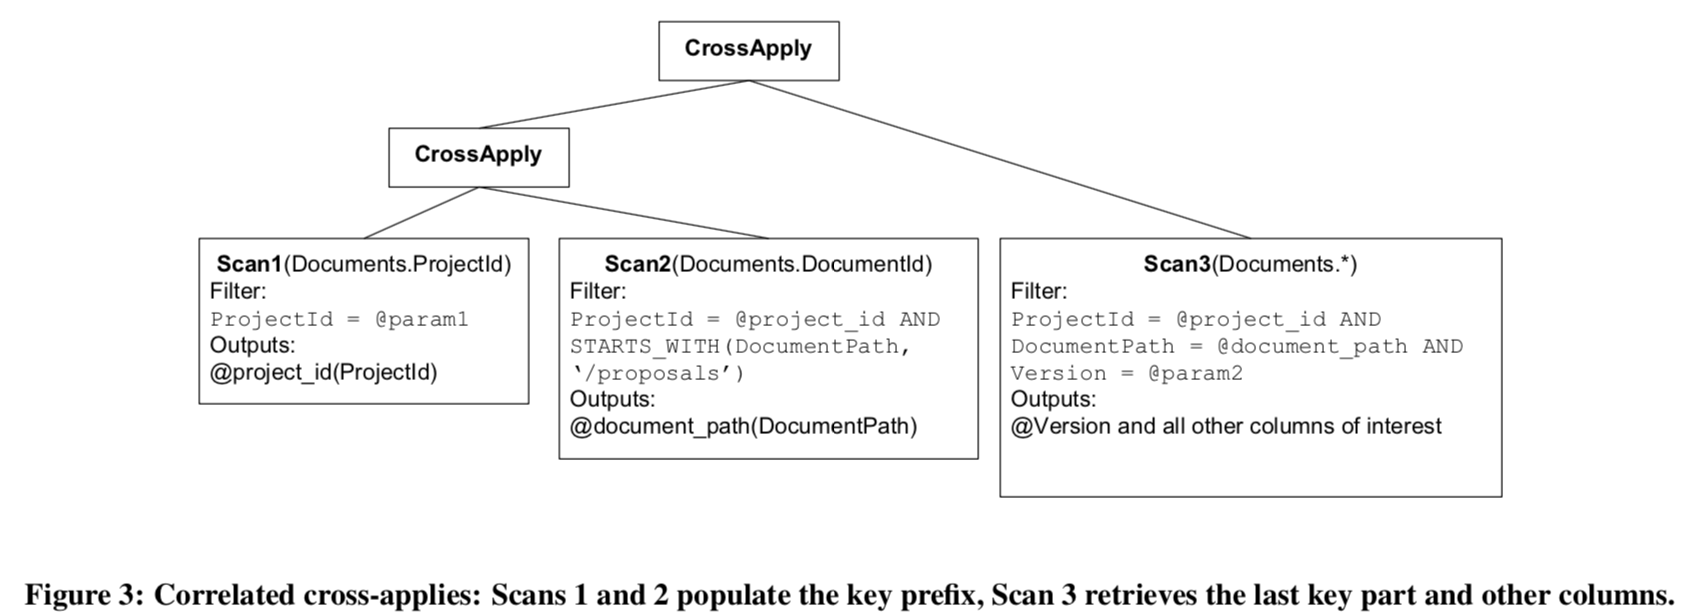 CrossApply
CrossApply
Scan1(Documents.ProjectId)
Filter:
ProjectId = @param1
Outputs:
@project_id(ProjectId)
Scan2(Documents.DocumentId)
Filter:
ProjectId = @project_id AND
STARTS_WITH(DocumentPath,
‘/proposals’)
Outputs:
@document_path(DocumentPath)
Scan3(Documents.*)
Filter:
ProjectId = @project_id AND
DocumentPath = @document_path AND
Version = @param2
Outputs:
@Version and all other columns of interest
Figure 3: Correlated cross-applies: Scans 1 and 2 populate the key prefix, Scan 3 retrieves the last key part and other columns.